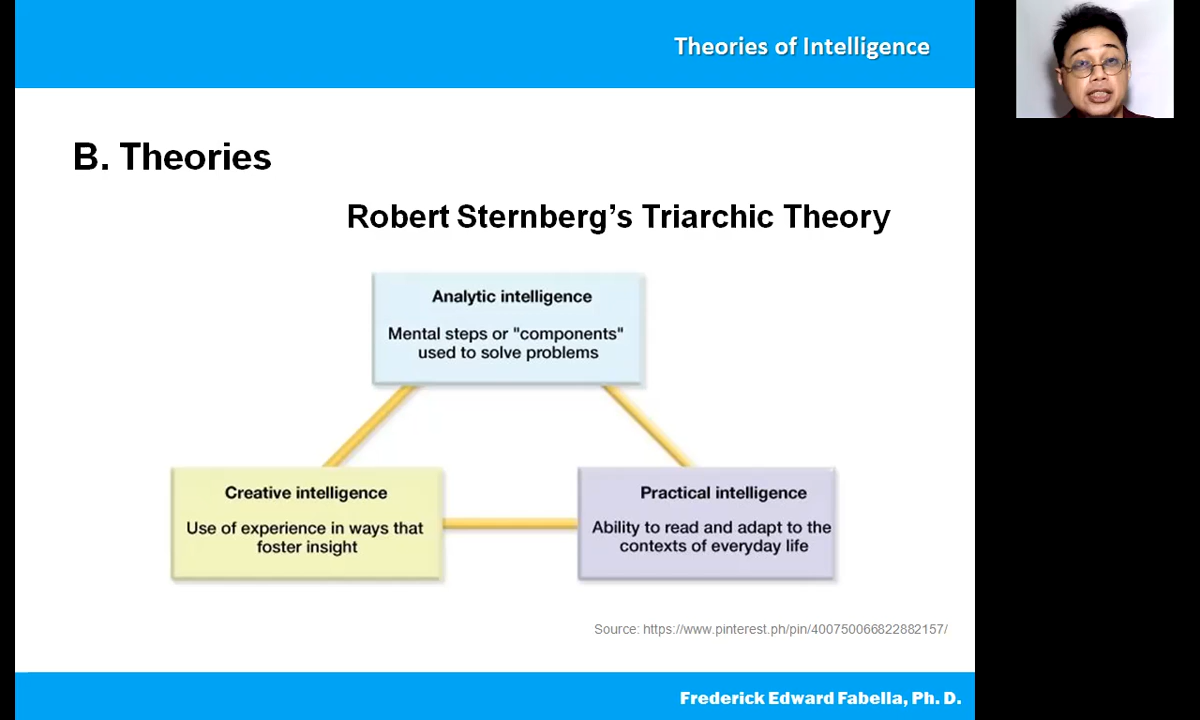 Theories of Intelligence
B. Theories
Robert Sternberg’s Triarchic Theory
Analytic intelligence
Mental steps or "components"
used to solve problems
Creative intelligence
Use of experience in ways that
foster insight
Practical intelligence
Ability to read and adapt to the
contexts of everyday life
Source: https://www.pinterest.ph/pin/400750066822882157/
Frederick Edward Fabella, Ph. D.